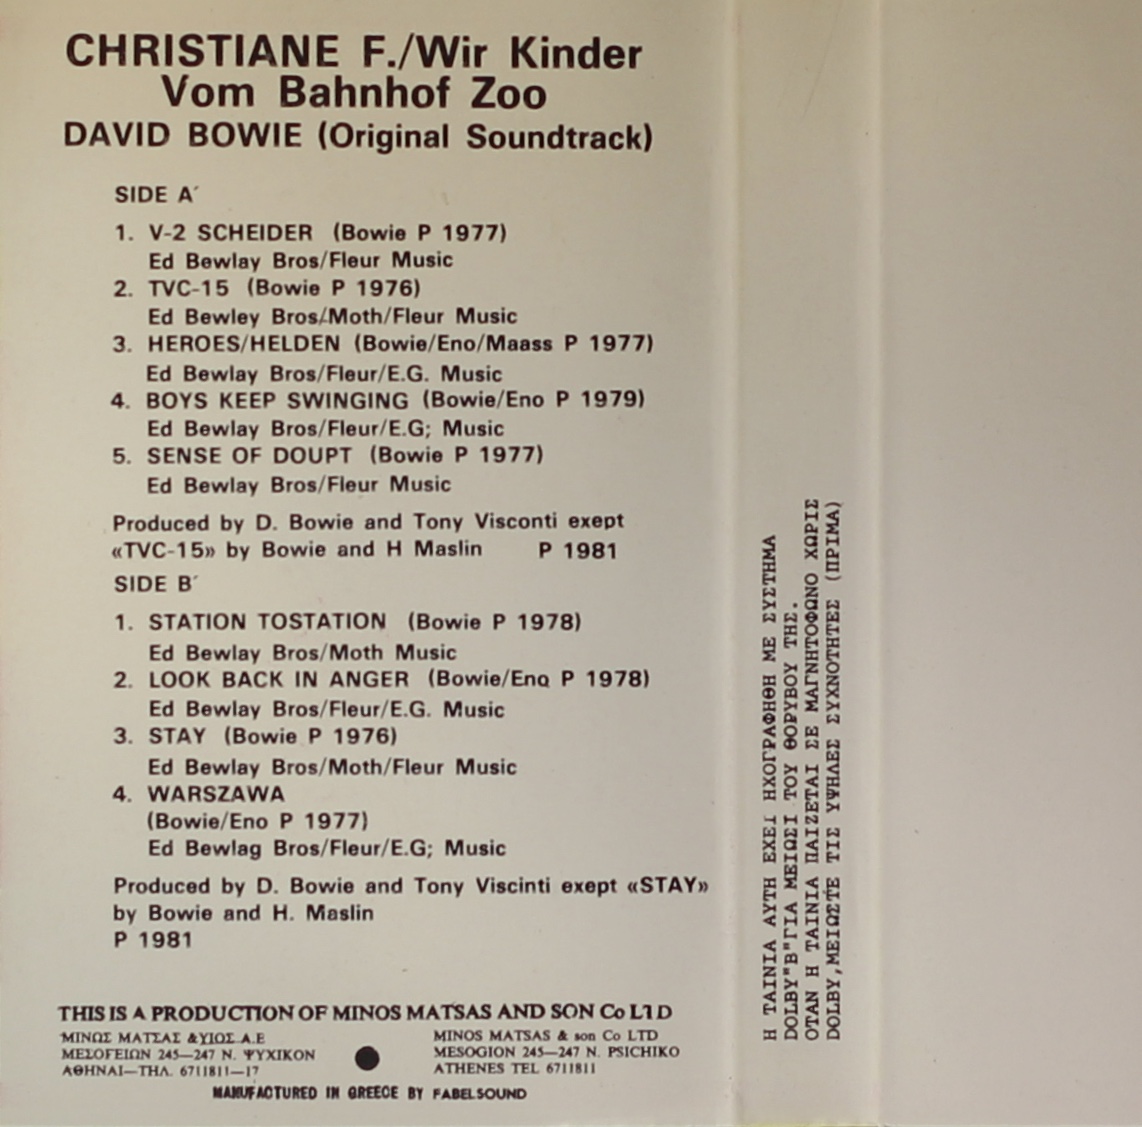 CHRISTIANE F./Wir Kinder
Vom Bahnhof Zoo
DAVID BOWIE (Original Soundtrack)
SIDE A´
1. V-2 SCHEIDER (Bowie P 1977)
Ed Bewlay Bros/Fleur Music
2. TVC-15 (Bowie P 1976)
Ed Bewley Bros/Moth/Fleur Music
3. HEROES/HELDEN (Bowie/Eno/Maass P 1977)
Ed Bewlay Bros/Fleur/E.G. Music
4. BOYS KEEP SWINGING (Bowie/Eno P 1979)
Ed Bewlay Bros/Fleur/E.G; Music
5. SENSE OF DOUPT (Bowie P 1977)
Ed Bewlay Bros/Fleur Music
Produced by D. Bowie and Tony Visconti exept
«TVC-15» by Bowie and H Maslin P 1981
SIDE B´
1. STATION TOSTATION (Bowie P 1978)
Ed Bewlay Bros/Moth Music
2. LOOK BACK IN ANGER (Bowie/Eno P 1978)
Ed Bewlay Bros/Fleur/E.G. Music
3. STAY (Bowie P 1976)
Ed Bewlay Bros/Moth/Fleur Music
4. WARSZAWA
(Bowie/Eno P 1977)
Ed Bewlag Bros/Fleur/E.G; Music
Produced by D. Bowie and Tony Viscinti exept «STAY»
by Bowie and H. Maslin
P 1981
THIS IS A PRODUCTION OF MINOS MATSAS AND SON Co LTD
ΜΙΝΩΣ ΜΑΤΣΑΣ &ΥΙΟΣ Α.Ε
ΜΕΣΟΓΕΙΩΝ 245—247 Ν. ΨΥΧΙΚΟΝ
ΑΘΗΝΑΙ—ΤΗΛ. 6711811—17
MINOS MATSAS & son Co LTD
MESOGION 245—247 N. PSICHIKO
ATHENES TEL 6711811
MANUFACTURED IN GREECE BY FABELSOUND
Η ΤΑΙΝΙΑ ΑΥΤΗ ΕΧΕΙ ΗΧΟΓΡΑΦΗΘΗ ΜΕ ΣΥΣΤΗΜΑ
DOLBY"B"ΓΙΑ ΜΕΙΩΣΙ ΤΟΥ ΘΟΡΥΒΟΥ ΤΗΣ.
ΟΤΑΝ Η ΤΑΙΝΙΑ ΠΑΙΖΕΤΑΙ ΣΕ ΜΑΓΝΗΤΟΦΩΝΟ ΧΩΡΙΣ
DOLBY,ΜΕΙΩΣΤΕ ΤΙΣ ΥΨΗΛΕΣ ΣΥΧΝΟΤΗΤΕΣ (ΠΡΙΜΑ)